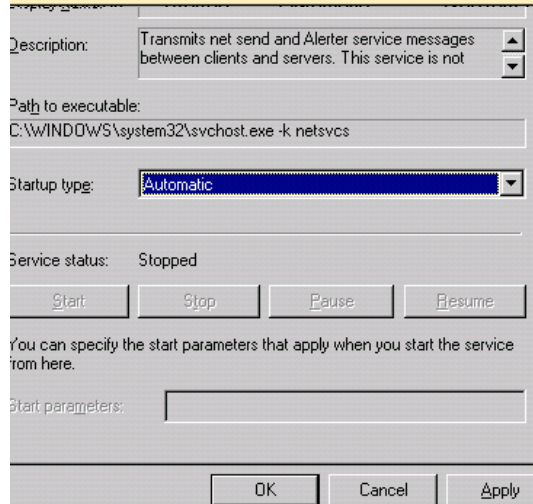 Description:
Transmits net send and Alerter service messages
between clients and servers. This service is not
Path to executable:
C:\WINDOWS\system32\svchost.exe -k netsvcs
Startup type:
Automatic
Service status:
Stopped
Start
Stop
Pause
Resume
You can specify the start parameters that apply when you start the service
from here.
Start parameters:
OK
Cancel
Apply